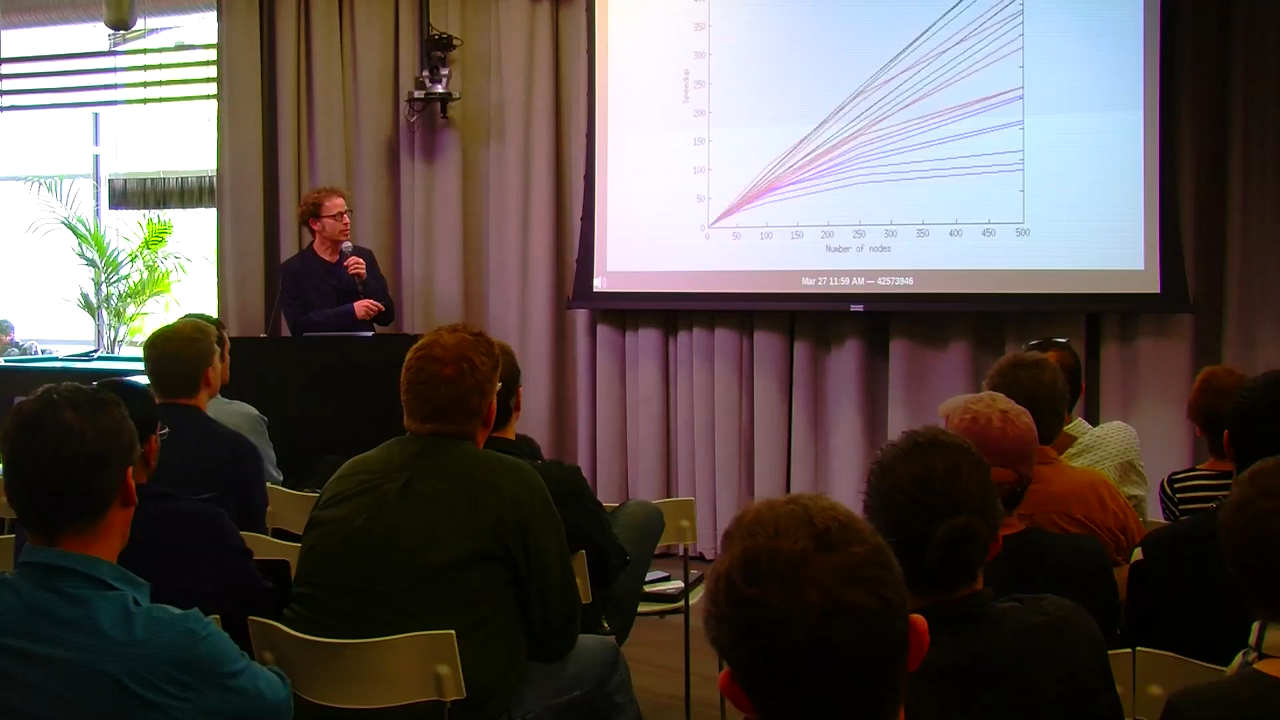 350
300
250
200
150
100
50
0
Speedup
0 50 100 150 200 250 300 350 400 450 500
Number of nodes
Mar 27 11:59 AM — 42573946